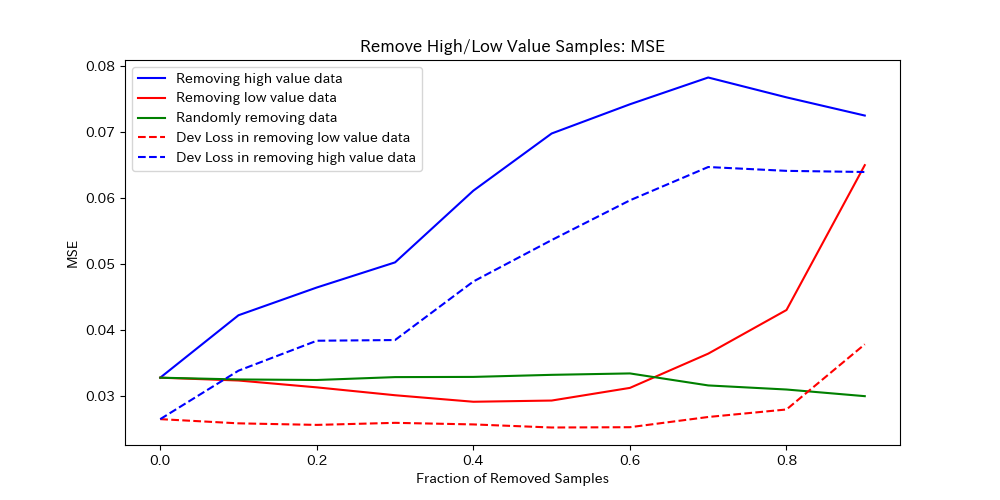 Remove High/Low Value Samples: MSE
Removing high value data
Removing low value data
Randomly removing data
Dev Loss in removing low value data
Dev Loss in removing high value data
0.08
0.07
0.06
0.05
0.04
0.03
MSE
0.0 0.2 0.4 0.6 0.8
Fraction of Removed Samples